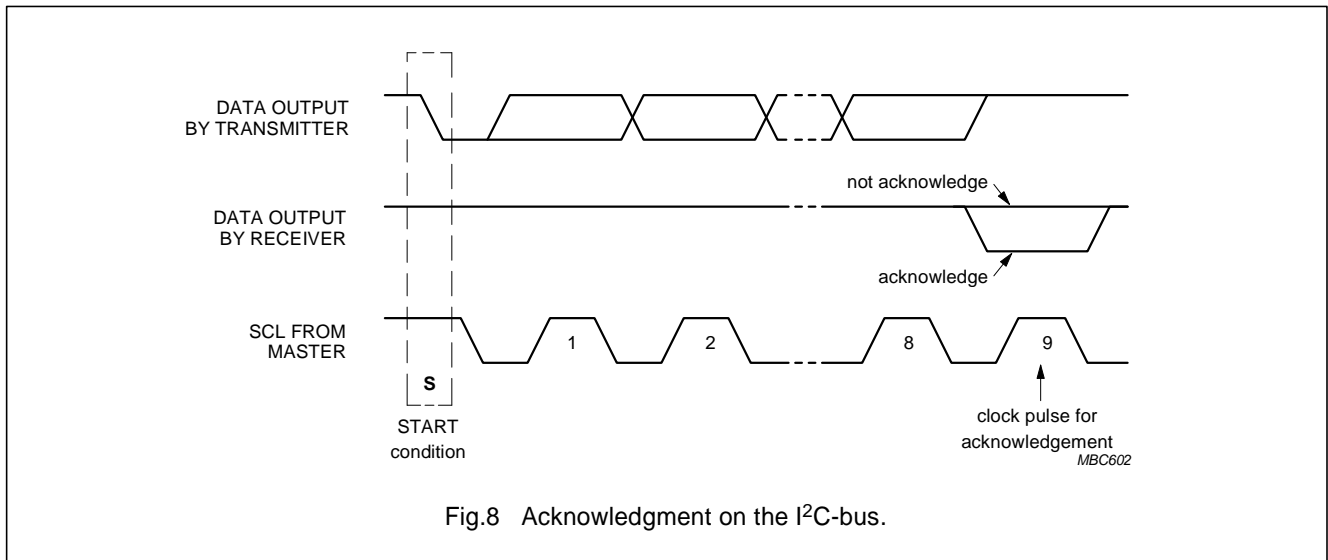 DATA OUTPUT
BY TRANSMITTER
not acknowledge
DATA OUTPUT
BY RECEIVER
acknowledge
SCL FROM
MASTER
1
2
8
9
S
START
condition
clock pulse for
acknowledgement
MBC602
Fig.8 Acknowledgment on the I²C-bus.